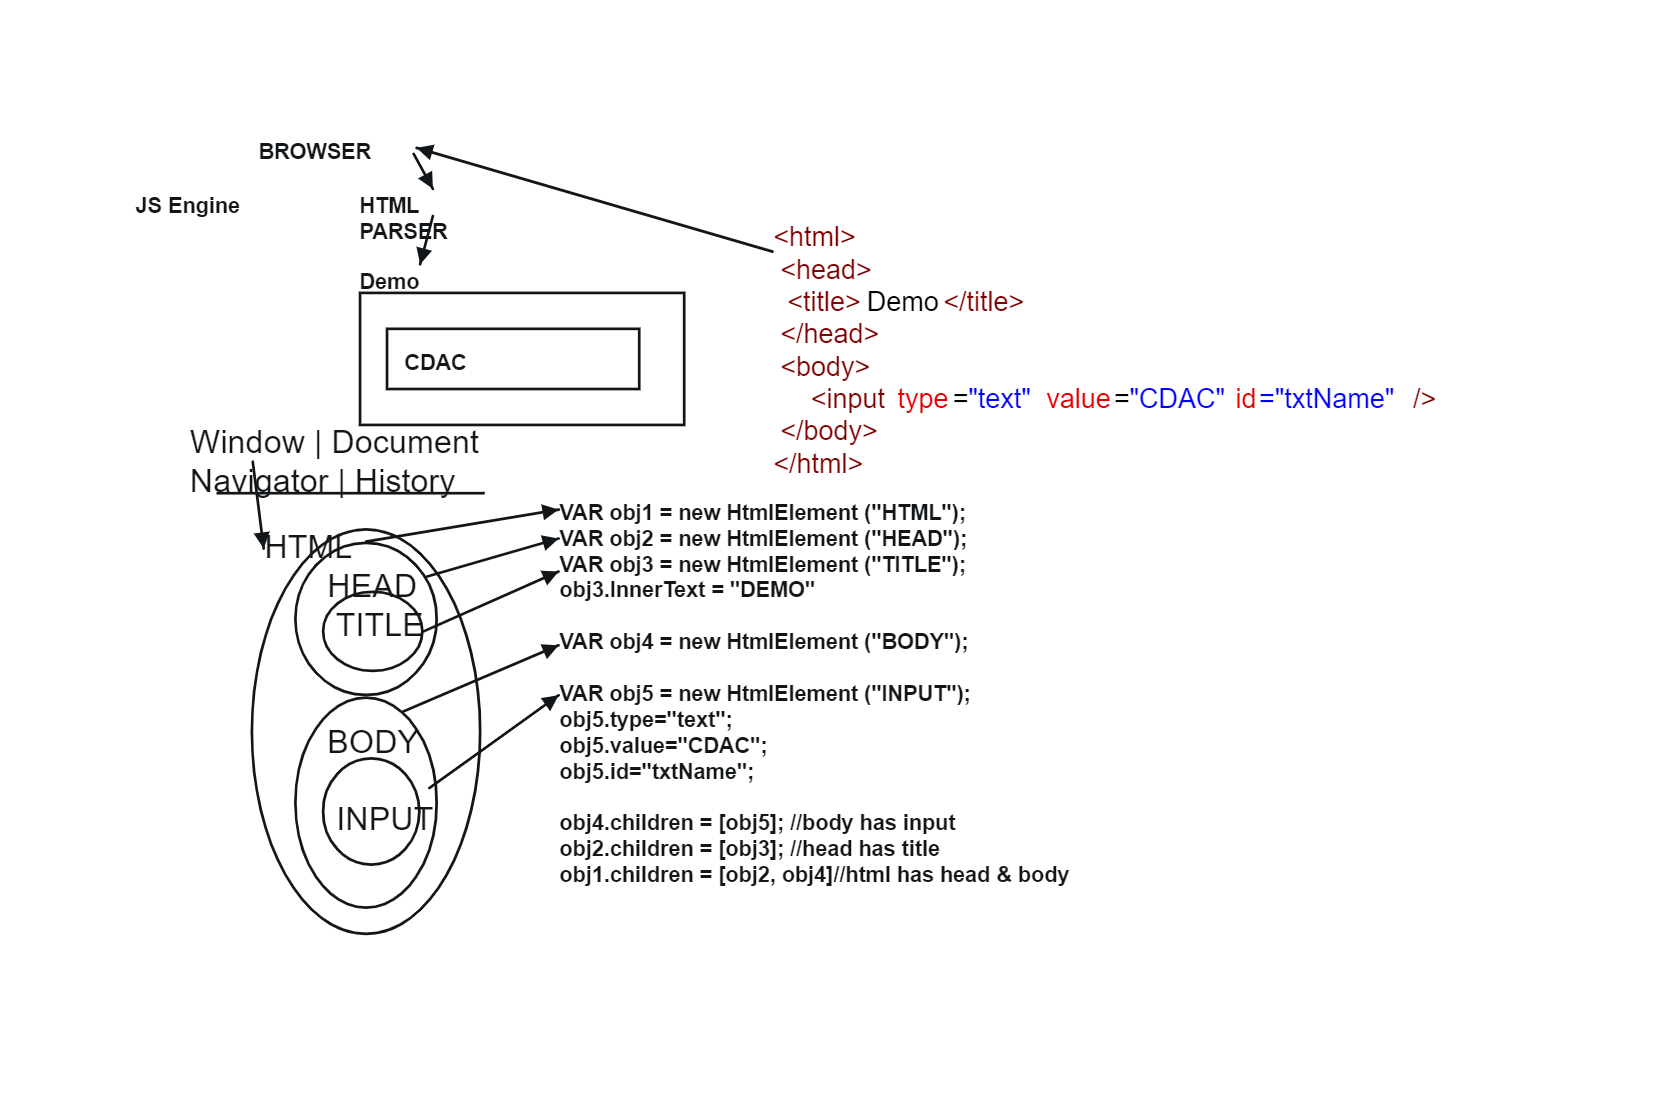 BROWSER
JS Engine
HTML
PARSER
Demo
CDAC
<html>
<head>
<title> Demo </title>
</head>
<body>
<input type ="text" value ="CDAC" id ="txtName" />
</body>
</html>
Window | Document
Navigator | History
HTML
HEAD
TITLE
BODY
INPUT
VAR obj1 = new HtmlElement ("HTML");
VAR obj2 = new HtmlElement ("HEAD");
VAR obj3 = new HtmlElement ("TITLE");
obj3.InnerText = "DEMO"
VAR obj4 = new HtmlElement ("BODY");
VAR obj5 = new HtmlElement ("INPUT");
obj5.type="text";
obj5.value="CDAC";
obj5.id="txtName";
obj4.children = [obj5]; //body has input
obj2.children = [obj3]; //head has title
obj1.children = [obj2, obj4]//html has head & body